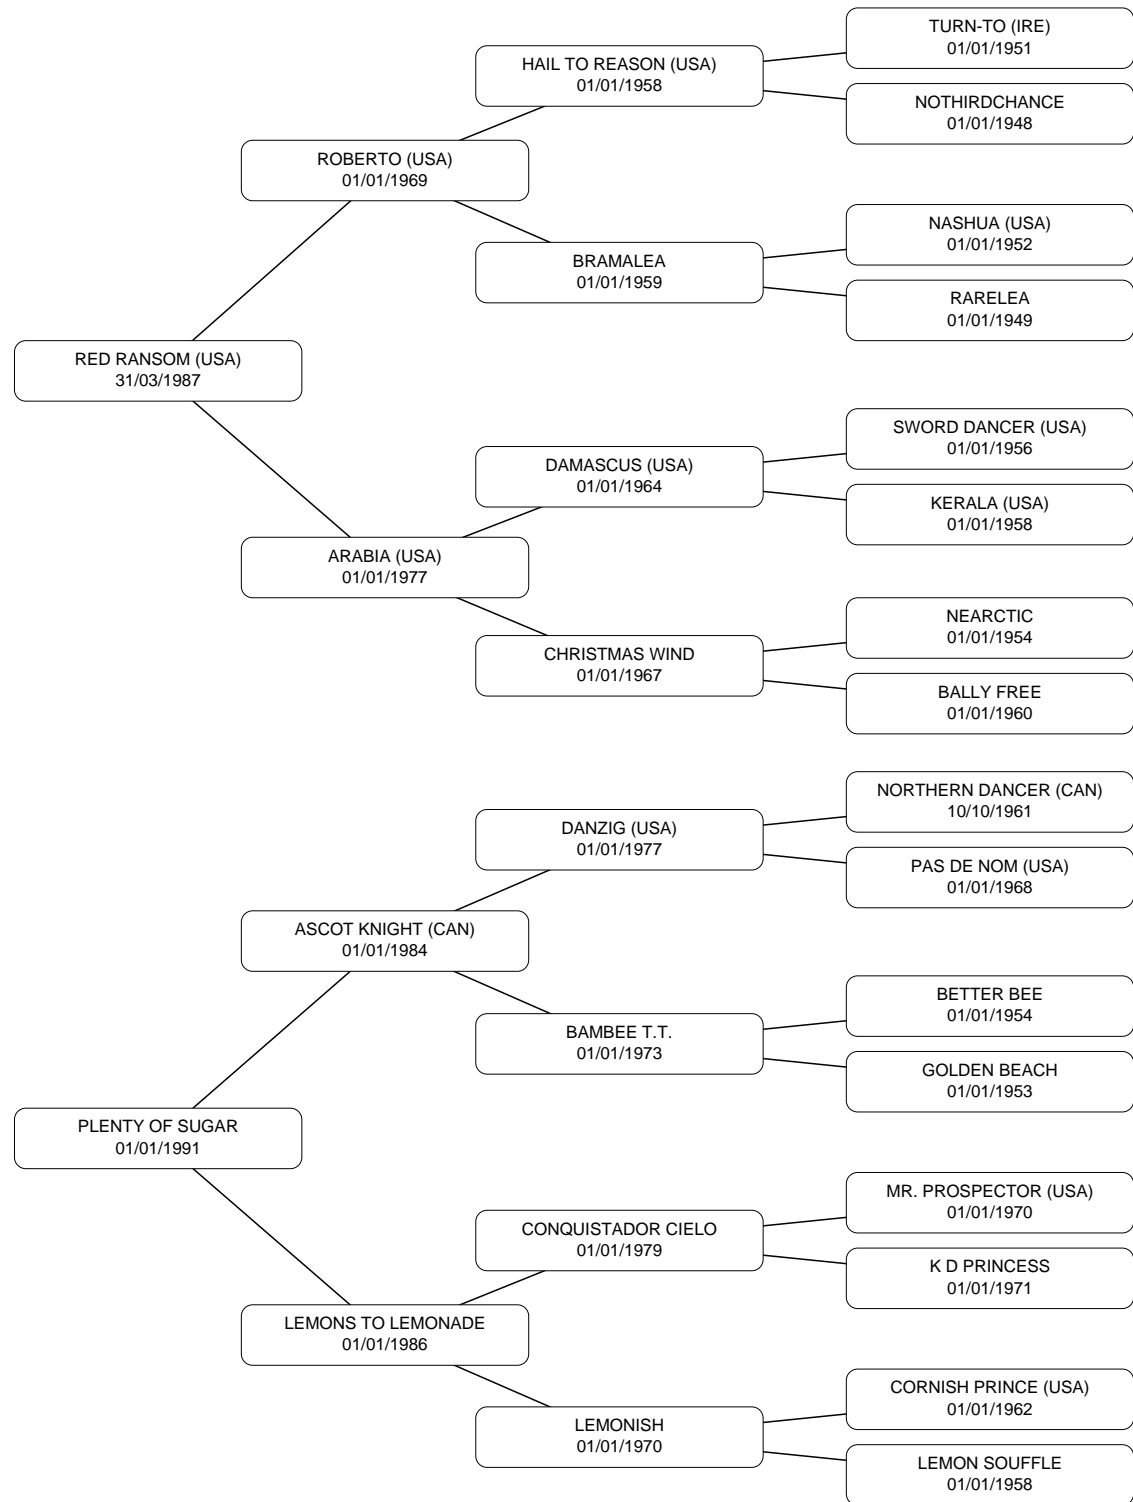 TURN-TO (IRE)
01/01/1951
HAIL TO REASON (USA)
01/01/1958
NOTHIRDCHANCE
01/01/1948
ROBERTO (USA)
01/01/1969
NASHUA (USA)
01/01/1952
BRAMALEA
01/01/1959
RARELEA
01/01/1949
RED RANSOM (USA)
31/03/1987
SWORD DANCER (USA)
01/01/1956
DAMASCUS (USA)
01/01/1964
KERALA (USA)
01/01/1958
ARABIA (USA)
01/01/1977
NEARCTIC
01/01/1954
CHRISTMAS WIND
01/01/1967
BALLY FREE
01/01/1960
NORTHERN DANCER (CAN)
10/10/1961
DANZIG (USA)
01/01/1977
PAS DE NOM (USA)
01/01/1968
ASCOT KNIGHT (CAN)
01/01/1984
BETTER BEE
01/01/1954
BAMBEE T.T.
01/01/1973
GOLDEN BEACH
01/01/1953
PLENTY OF SUGAR
01/01/1991
MR. PROSPECTOR (USA)
01/01/1970
CONQUISTADOR CIELO
01/01/1979
K D PRINCESS
01/01/1971
LEMONS TO LEMONADE
01/01/1986
CORNISH PRINCE (USA)
01/01/1962
LEMONISH
01/01/1970
LEMON SOUFFLE
01/01/1958